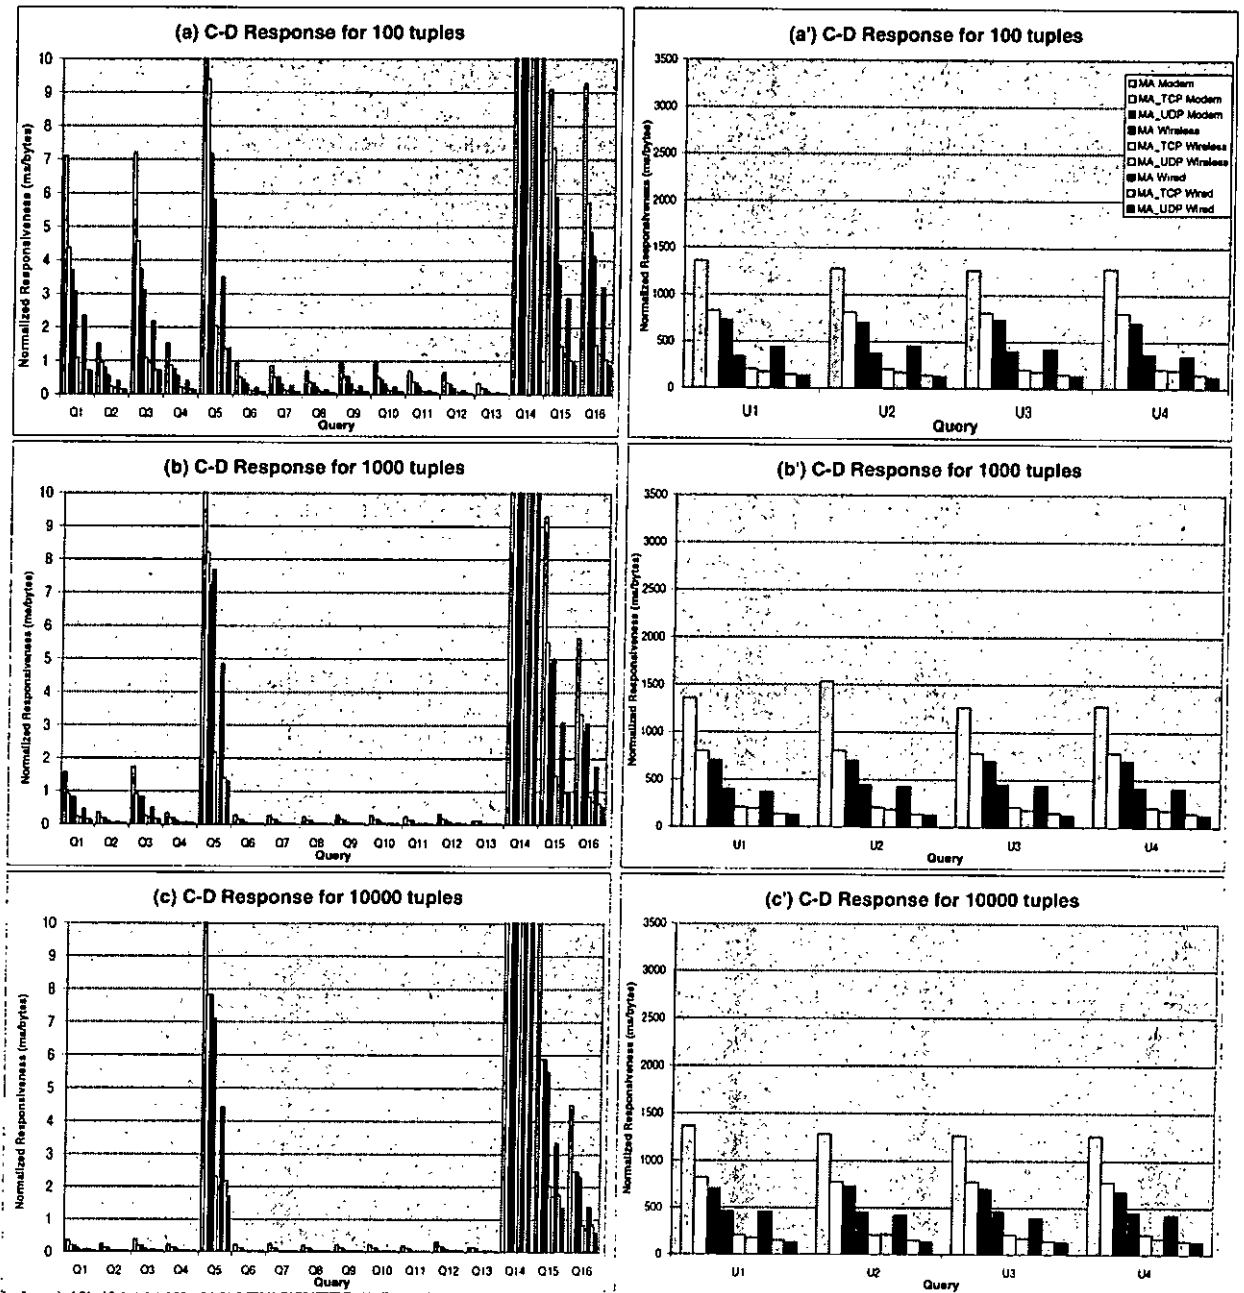 (a) C-D Response for 100 tuples
Normalized Responsiveness (ms/bytes)
10
9
8
7
6
5
4
3
2
1
0
Q1 Q2 Q3 Q4 Q5 Q6 Q7 Q8 Q9 Q10 Q11 Q12 Q13 Q14 Q15 Q16
Query
(a') C-D Response for 100 tuples
Normalized Responsiveness (ms/bytes)
3500
3000
2500
2000
1500
1000
500
0
MA Modem
MA_TCP Modem
MA_UDP Modem
MA Wireless
MA_TCP Wireless
MA_UDP Wireless
MA Wired
MA_TCP Wired
MA_UDP Wired
U1 U2 U3 U4
Query
(b) C-D Response for 1000 tuples
Normalized Responsiveness (ms/bytes)
10
9
8
7
6
5
4
3
2
1
0
Q1 Q2 Q3 Q4 Q5 Q6 Q7 Q8 Q9 Q10 Q11 Q12 Q13 Q14 Q15 Q16
Query
(b') C-D Response for 1000 tuples
Normalized Responsiveness (ms/bytes)
3500
3000
2500
2000
1500
1000
500
0
U1 U2 U3 U4
Query
(c) C-D Response for 10000 tuples
Normalized Responsiveness (ms/bytes)
10
9
8
7
6
5
4
3
2
1
0
Q1 Q2 Q3 Q4 Q5 Q6 Q7 Q8 Q9 Q10 Q11 Q12 Q13 Q14 Q15 Q16
Query
(c') C-D Response for 10000 tuples
Normalized Responsiveness (ms/bytes)
3500
3000
2500
2000
1500
1000
500
0
U1 U2 U3 U4
Query